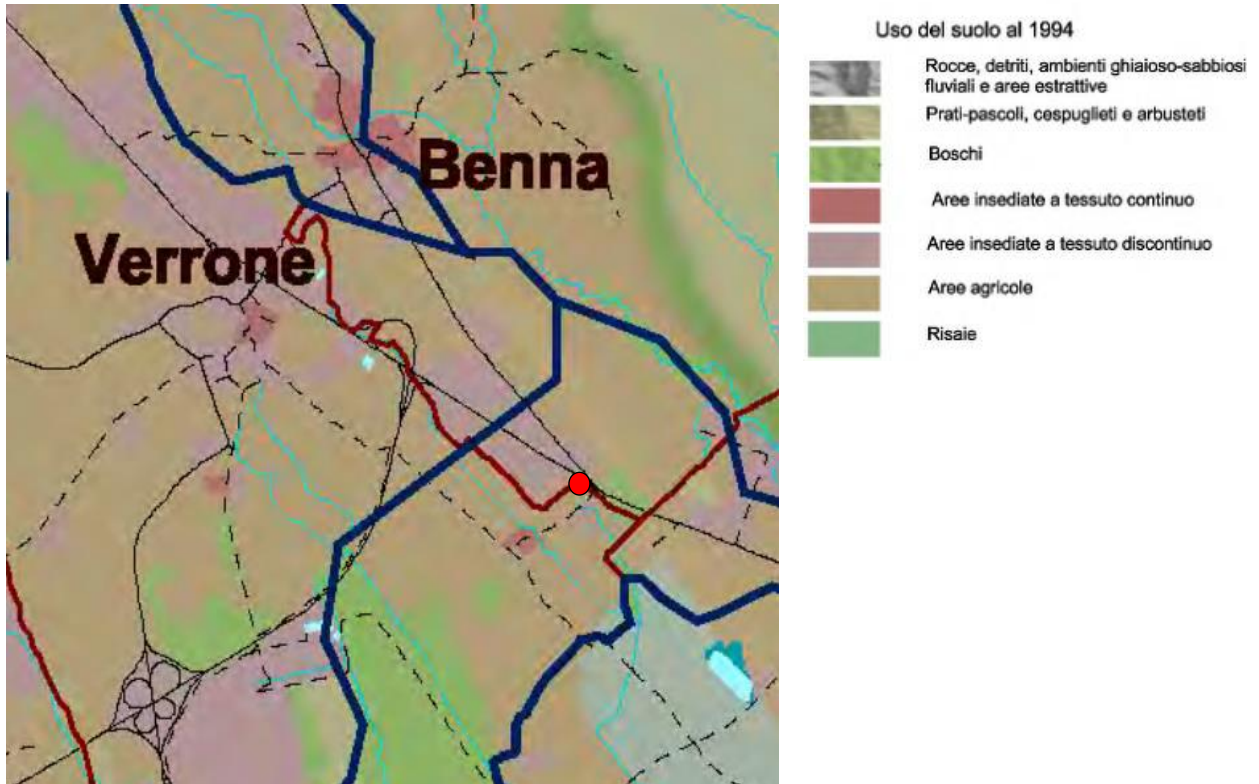 Benna
Verrone
Uso del suolo al 1994
Rocce, detriti, ambienti ghiaioso-sabbiosi
fluviali e aree estrattive
Prati-pascoli, cespuglieti e arbusteti
Boschi
Aree insediate a tessuto continuo
Aree insediate a tessuto discontinuo
Aree agricole
Risaie